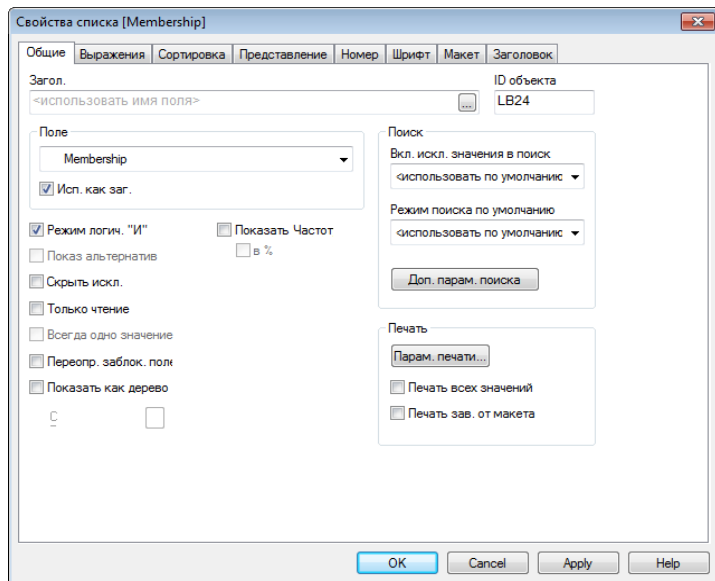 Свойства списка [Membership]
Общие Выражения Сортировка Представление Номер Шрифт Макет Заголовок
Загол.
<использовать имя поля>
...
ID объекта
LB24
Поле
Membership
Исп. как заг.
Режим логич. "И"
Показать Частот
Показ альтернатив
в %
Скрыть искл.
Только чтение
Всегда одно значение
Переопр. заблок. поле
Показать как дерево
С
Поиск
Вкл. искл. значения в поиск
<использовать по умолчанию
Режим поиска по умолчанию
<использовать по умолчанию
Доп. парам. поиска
Печать
Парам. печати...
Печать всех значений
Печать зав. от макета
OK Cancel Apply Help